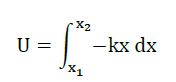 U = ∫_{x₁}^{x₂} −kx dx